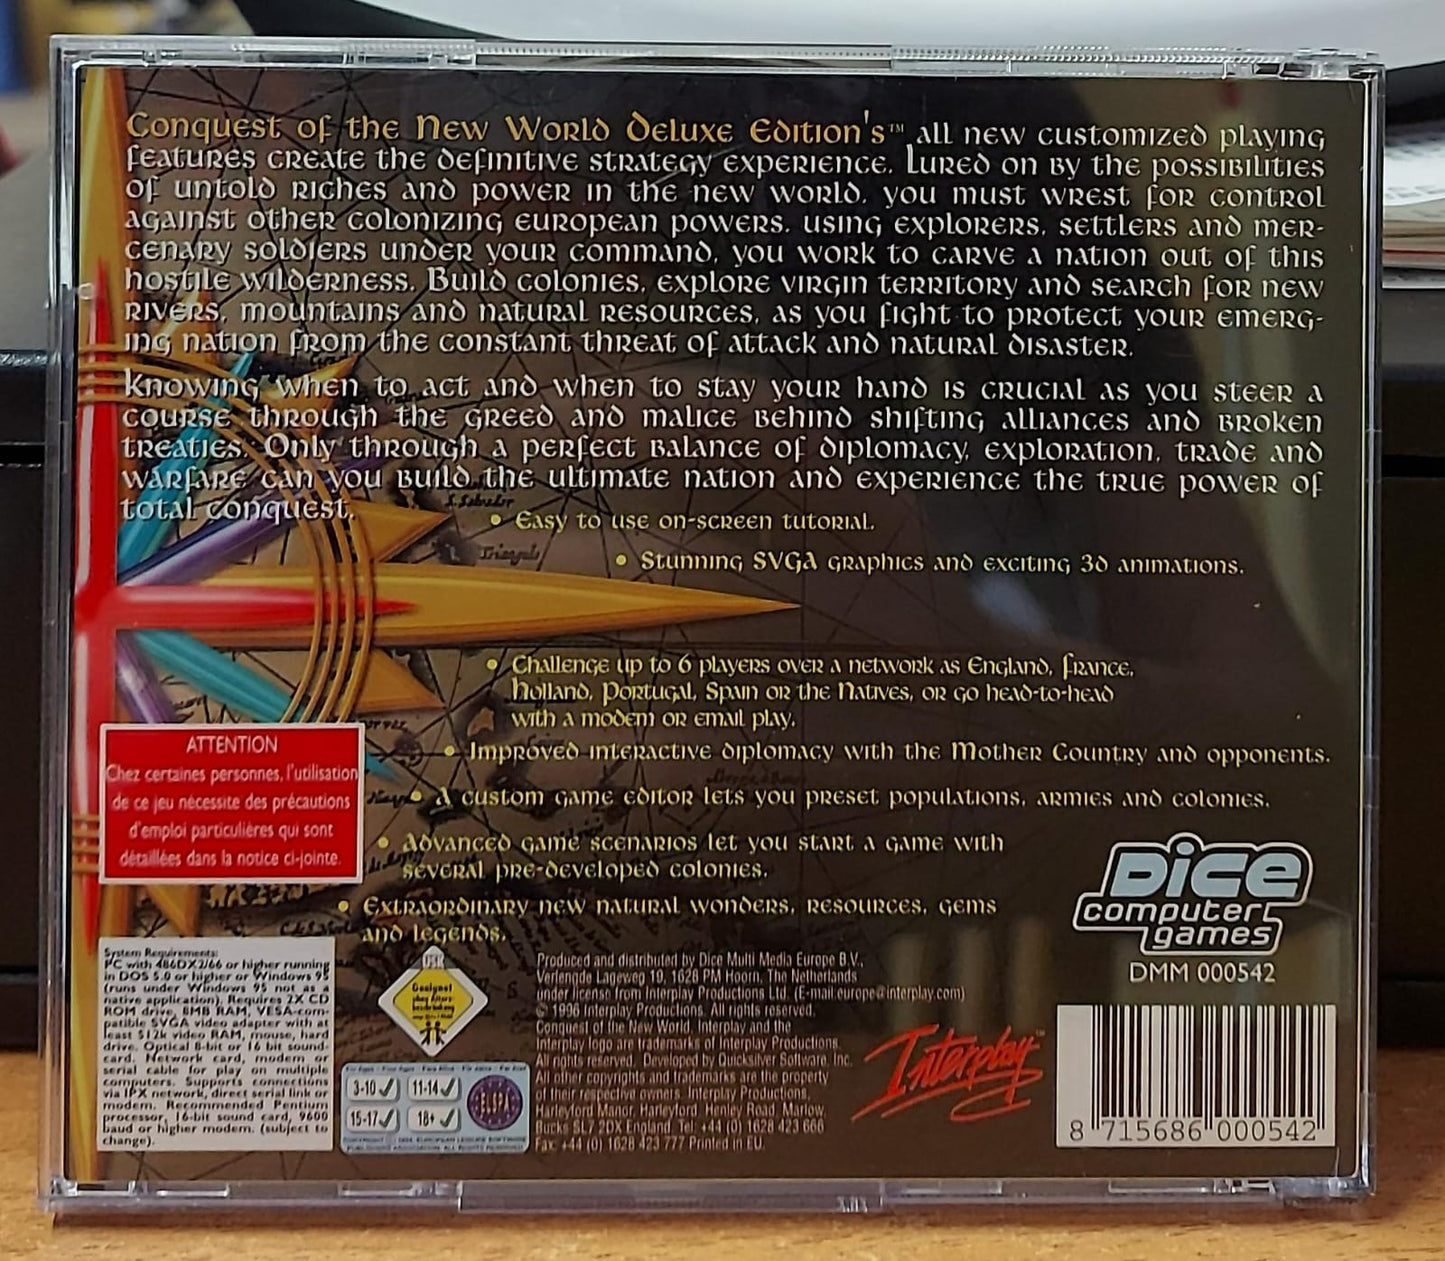 Conquest of the New World Deluxe Edition's™ all new customized playing
features create the definitive strategy experience. Lured on by the possibilities
of untold riches and power in the new world, you must wrest for control
against other colonizing European powers. Using explorers, settlers and mer-
cenary soldiers under your command, you work to carve a nation out of this
hostile wilderness. Build colonies, explore virgin territory and search for new
rivers, mountains and natural resources, as you fight to protect your emerg-
ing nation from the constant threat of attack and natural disaster.
Knowing when to act and when to stay your hand is crucial as you steer a
course through the greed and malice behind shifting alliances and broken
treaties. Only through a perfect balance of diplomacy, exploration, trade and
warfare can you build the ultimate nation and experience the true power of
total conquest.
• Easy to use on-screen tutorial.
• Stunning SVGA graphics and exciting 3D animations.
• Challenge up to 6 players over a network as England, France,
Holland, Portugal, Spain or the Natives, or go head-to-head
with a modem or email play.
• Improved interactive diplomacy with the Mother Country and opponents.
• A custom game editor lets you preset populations, armies and colonies.
• Advanced game scenarios let you start a game with
several pre-developed colonies.
• Extraordinary new natural wonders, resources, gems
and legends.
ATTENTION
Chez certaines personnes, l'utilisation
de ce jeu nécessite des précautions
d'emploi particulières qui sont
détaillées dans la notice ci-jointe.
System Requirements:
PC with 486DX2/66 or higher running
in DOS 5.0 or higher or Windows 95
(runs under Windows 95 not as a
native application). Requires 2X CD
ROM drive, 8MB RAM, VESA-com-
patible SVGA video adapter with at
least 512k video RAM, mouse, hard
drive. Optical 8-bit or 16 bit sound-
card. Network card, modem or
serial cable for play on multiple
computers. Supports connections
via IPX network, direct serial link or
modem. Recommended Pentium
processor, 16-bit sound card, 9600
baud or higher modem. (subject to
change).
USK
Geeignet
ohne Alters-
beschränkung
3-10 ✓ 11-14 ✓
15-17 ✓ 18+ ✓
ELSPA
Produced and distributed by Dice Multi Media Europe B.V.,
Verlengde Lageweg 19, 1628 PM Hoorn, The Netherlands
under license from Interplay Productions Ltd. (E-mail:europe@interplay.com)
© 1996 Interplay Productions. All rights reserved.
Conquest of the New World, Interplay and the
Interplay logo are trademarks of Interplay Productions.
All rights reserved. Developed by Quicksilver Software, Inc.
All other copyrights and trademarks are the property
of their respective owners. Interplay Productions,
Harleyford Manor, Harleyford, Henley Road, Marlow,
Bucks SL7 2DX England. Tel: +44 (0) 1628 423 666
Fax: +44 (0) 1628 423 777 Printed in EU.
Interplay™
Dice
computer
games
DMM 000542
8 715686 000542